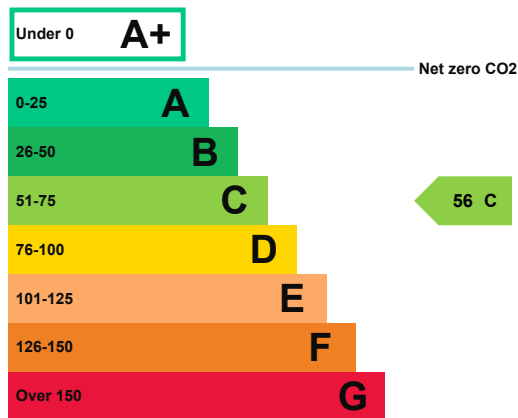 Under 0 A+
Net zero CO2
0-25 A
26-50 B
51-75 C
56 C
76-100 D
101-125 E
126-150 F
Over 150 G